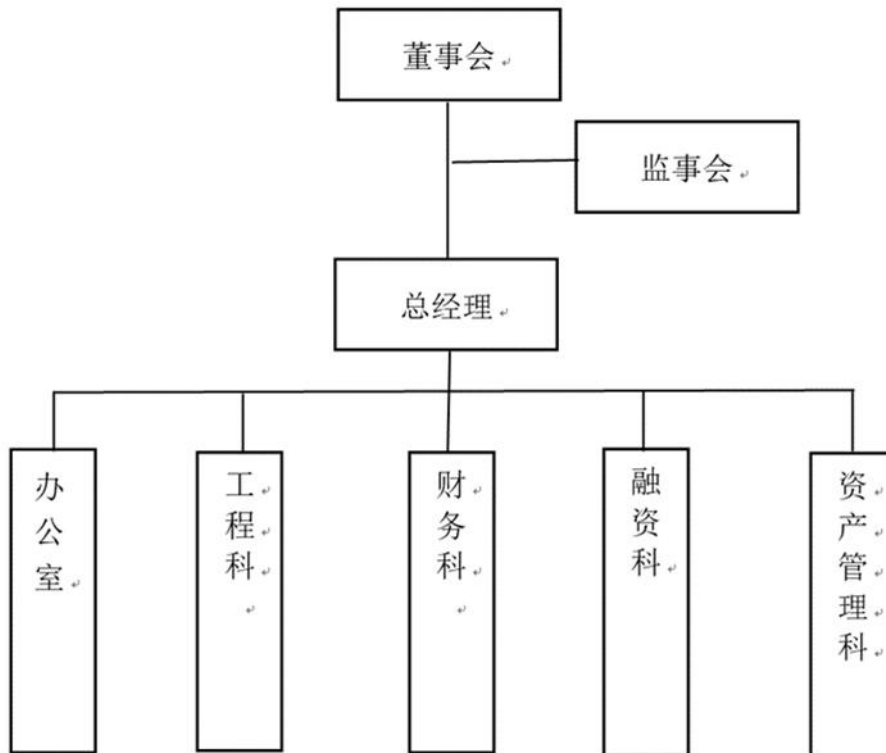 董事会
监事会
总经理
办公室
工程科
财务科
融资科
资产管理科